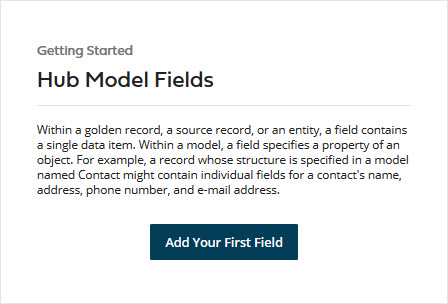 Getting Started
Hub Model Fields
Within a golden record, a source record, or an entity, a field contains
a single data item. Within a model, a field specifies a property of an
object. For example, a record whose structure is specified in a model
named Contact might contain individual fields for a contact's name,
address, phone number, and e-mail address.
Add Your First Field